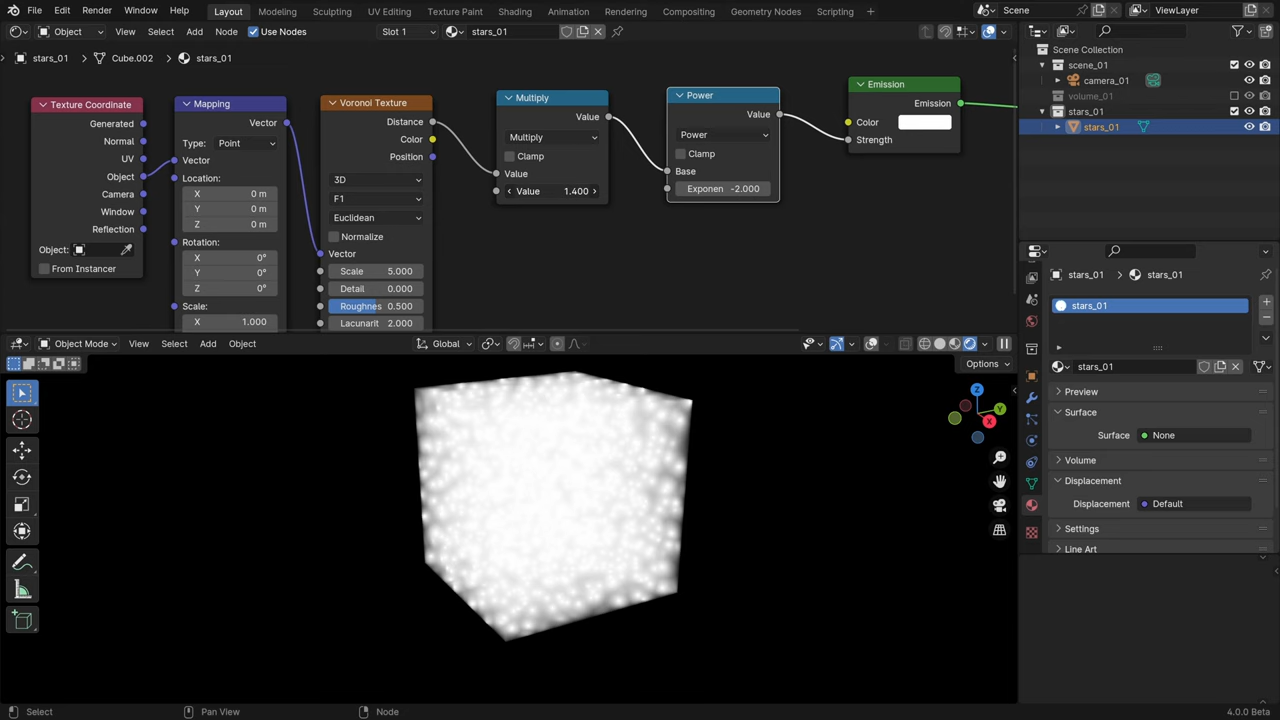 File Edit Render Window Help Layout Modeling Sculpting UV Editing Texture Paint Shading Animation Rendering Compositing Geometry Nodes Scripting + Scene ViewLayer
Object View Select Add Node Use Nodes Slot 1 stars_01
stars_01 > Cube.002 > stars_01
Texture Coordinate
Generated
Normal
UV
Object
Camera
Window
Reflection
Object:
From Instancer
Mapping
Vector
Type: Point
Vector
Location:
X 0 m
Y 0 m
Z 0 m
Rotation:
X 0°
Y 0°
Z 0°
Scale:
X 1.000
Voronoi Texture
Distance
Color
Position
3D
F1
Euclidean
Normalize
Vector
Scale 5.000
Detail 0.000
Roughnes 0.500
Lacunarit 2.000
Multiply
Value
Multiply
Clamp
Value
Value 1.400
Power
Value
Power
Clamp
Base
Exponen -2.000
Emission
Emission
Color
Strength
Scene Collection
scene_01
camera_01
volume_01
stars_01
stars_01
stars_01 > stars_01
stars_01
stars_01
Preview
Surface
Surface None
Volume
Displacement
Displacement Default
Settings
Line Art
Object Mode View Select Add Object Global
Options
Z
Y
X
Select Pan View Node 4.0.0 Beta